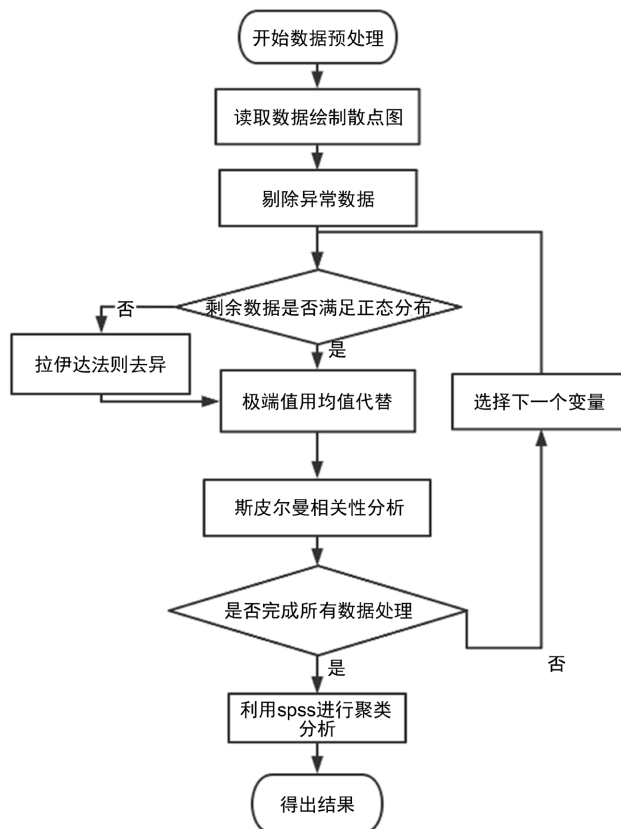 开始数据预处理
读取数据绘制散点图
剔除异常数据
剩余数据是否满足正态分布
否
是
拉伊达法则去异
极端值用均值代替
选择下一个变量
斯皮尔曼相关性分析
是否完成所有数据处理
否
是
利用spss进行聚类
分析
得出结果